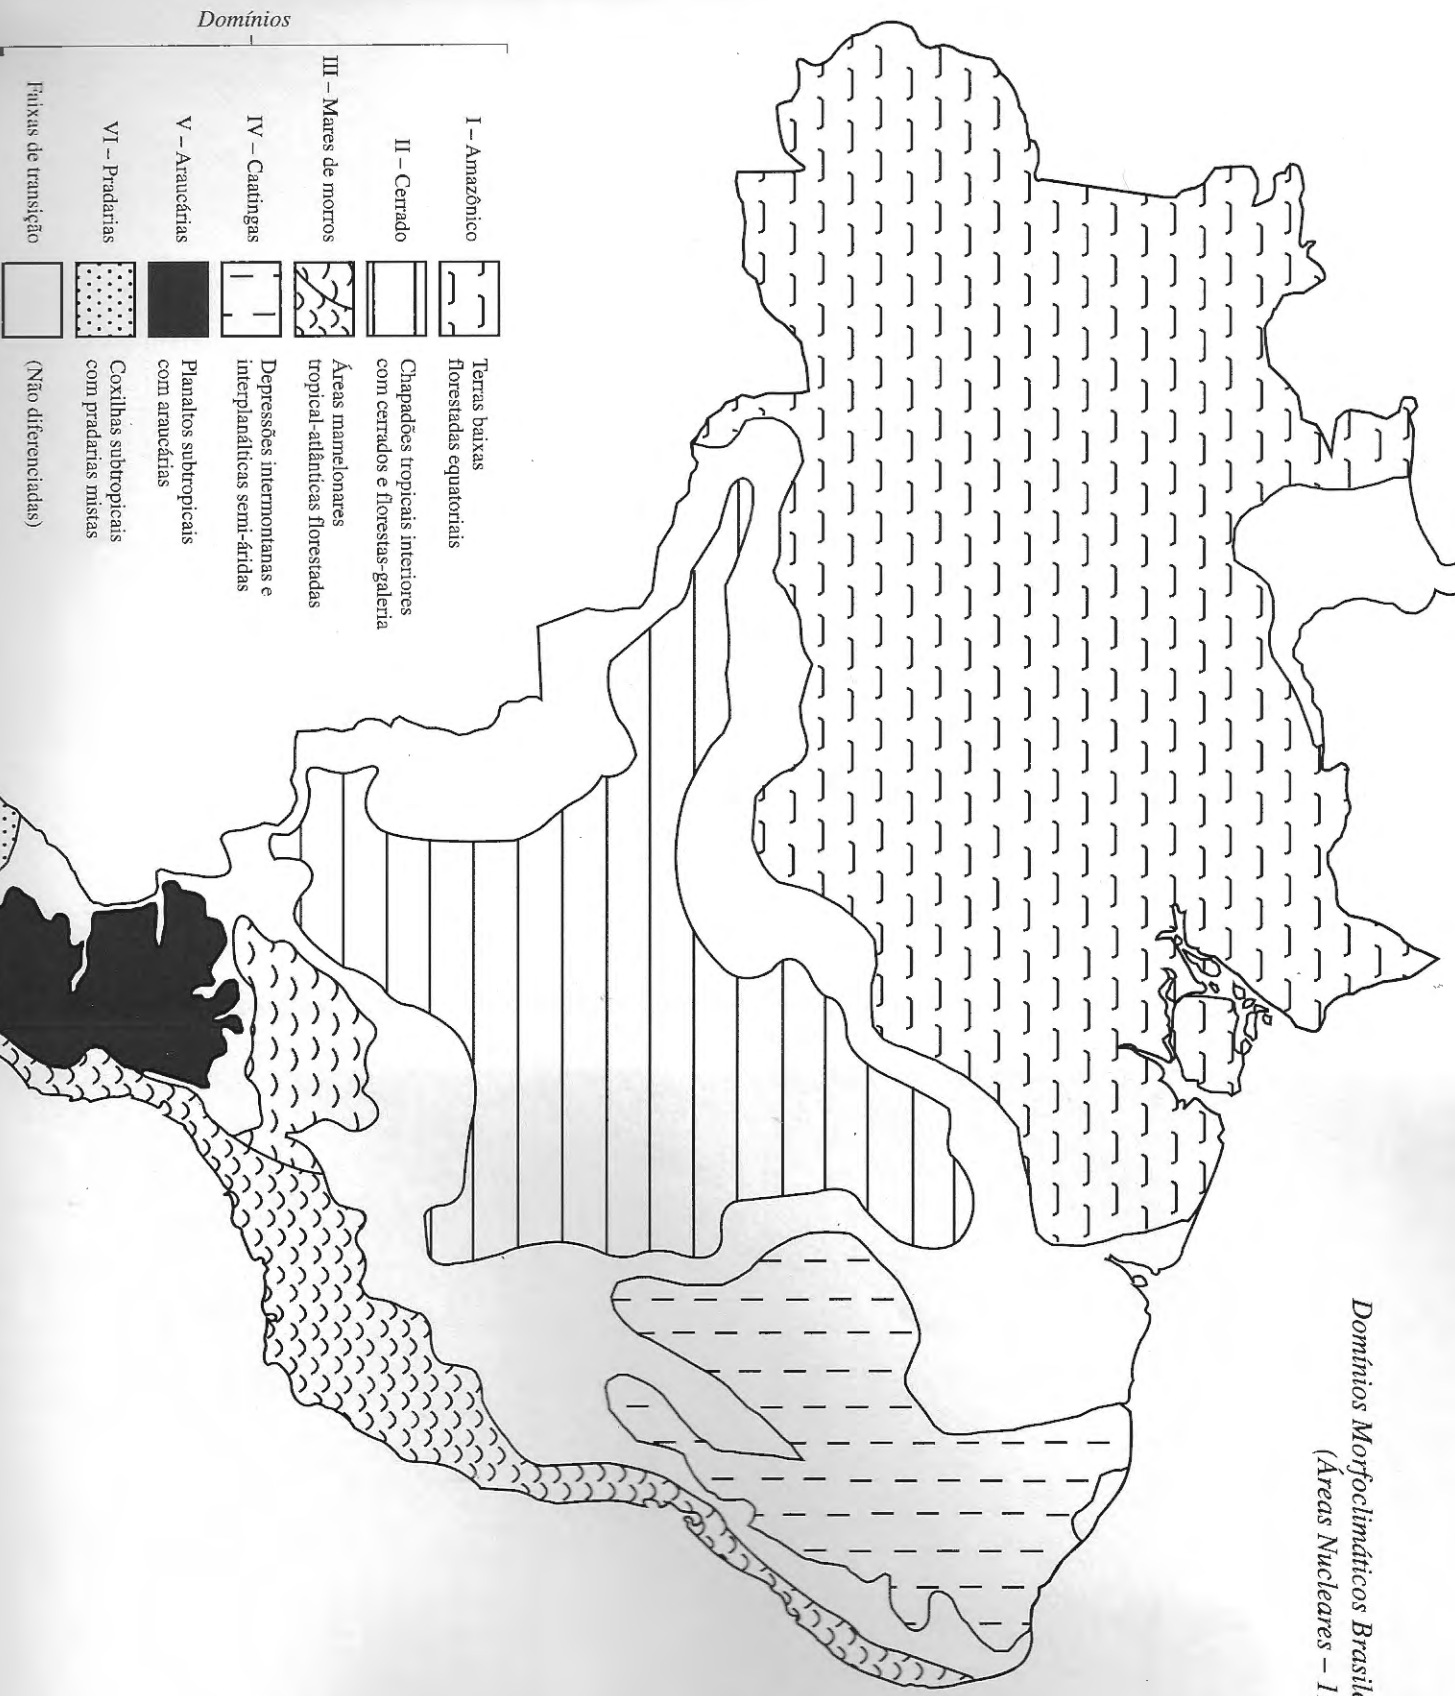 Domínios Morfoclimáticos
(Áreas Nucleares – 1
Domínios
I – Amazônico
Terras baixas
florestadas equatoriais
II – Cerrado
Chapadões tropicais interiores
com cerrados e florestas-galeria
III – Mares de morros
Áreas mamelonares
tropical-atlânticas florestadas
IV – Caatingas
Depressões intermontanas e
interplanálticas semi-áridas
V – Araucárias
Planaltos subtropicais
com araucárias
VI – Pradarias
Coxilhas subtropicais
com pradarias mistas
Faixas de transição
(Não diferenciadas)